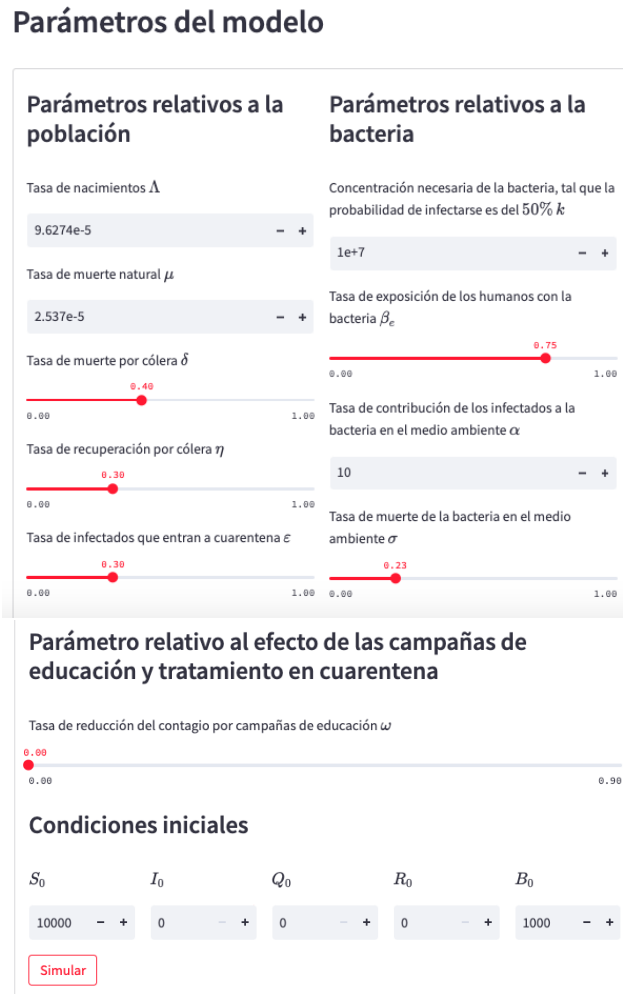 Parámetros del modelo
Parámetros relativos a la
población
Tasa de nacimientos Λ
9.6274e-5 − +
Tasa de muerte natural μ
2.537e-5 − +
Tasa de muerte por cólera δ
0.40
0.00 1.00
Tasa de recuperación por cólera η
0.30
0.00 1.00
Tasa de infectados que entran a cuarentena ε
0.30
0.00 1.00
Parámetros relativos a la
bacteria
Concentración necesaria de la bacteria, tal que la
probabilidad de infectarse es del 50% k
1e+7 − +
Tasa de exposición de los humanos con la
bacteria βe
0.75
0.00 1.00
Tasa de contribución de los infectados a la
bacteria en el medio ambiente α
10 − +
Tasa de muerte de la bacteria en el medio
ambiente σ
0.23
0.00 1.00
Parámetro relativo al efecto de las campañas de
educación y tratamiento en cuarentena
Tasa de reducción del contagio por campañas de educación ω
0.00
0.00 0.90
Condiciones iniciales
S0 I0 Q0 R0 B0
10000 − + 0 − + 0 − + 0 − + 1000 − +
Simular